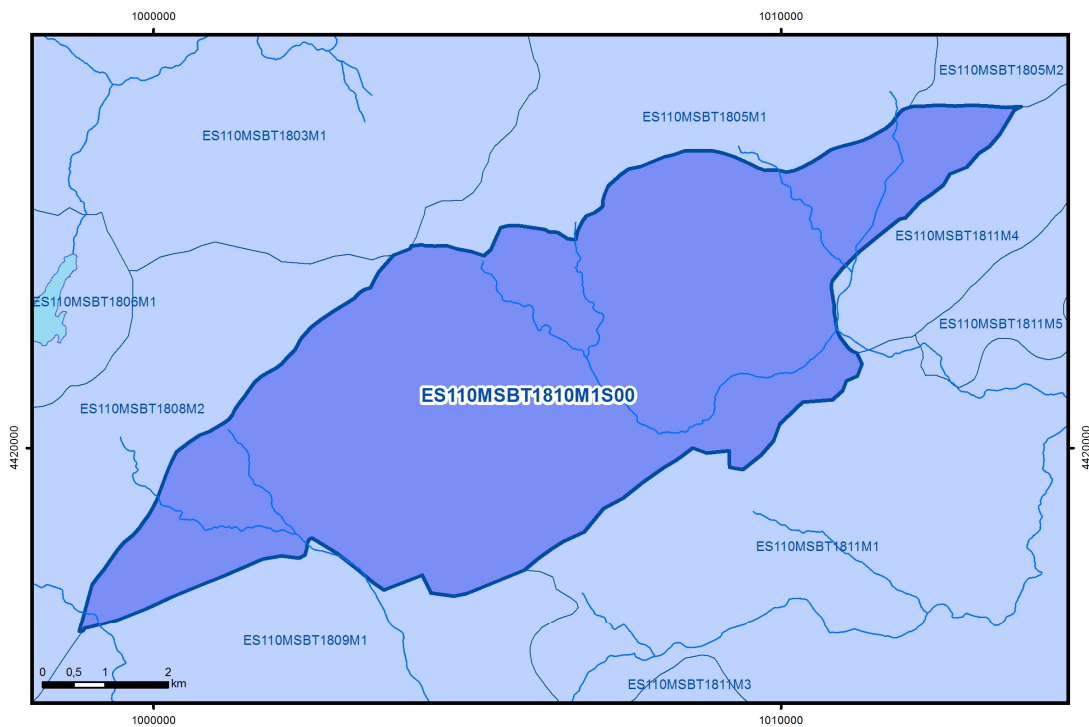 1000000
1010000
ES110MSBT1805M2
ES110MSBT1805M1
ES110MSBT1803M1
ES110MSBT1811M4
ES110MSBT1806M1
ES110MSBT1811M5
ES110MSBT1810M1S00
ES110MSBT1808M2
4420000
4420000
ES110MSBT1811M1
ES110MSBT1809M1
0 0,5 1 2
km
ES110MSBT1811M3
1000000
1010000